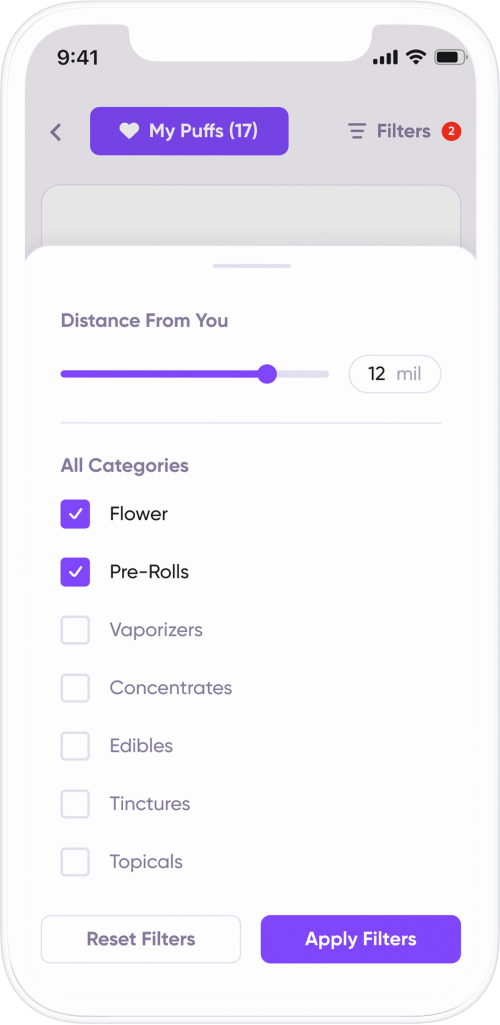 9:41
My Puffs (17)
Filters 2
Distance From You
12 mil
All Categories
Flower
Pre-Rolls
Vaporizers
Concentrates
Edibles
Tinctures
Topicals
Reset Filters
Apply Filters